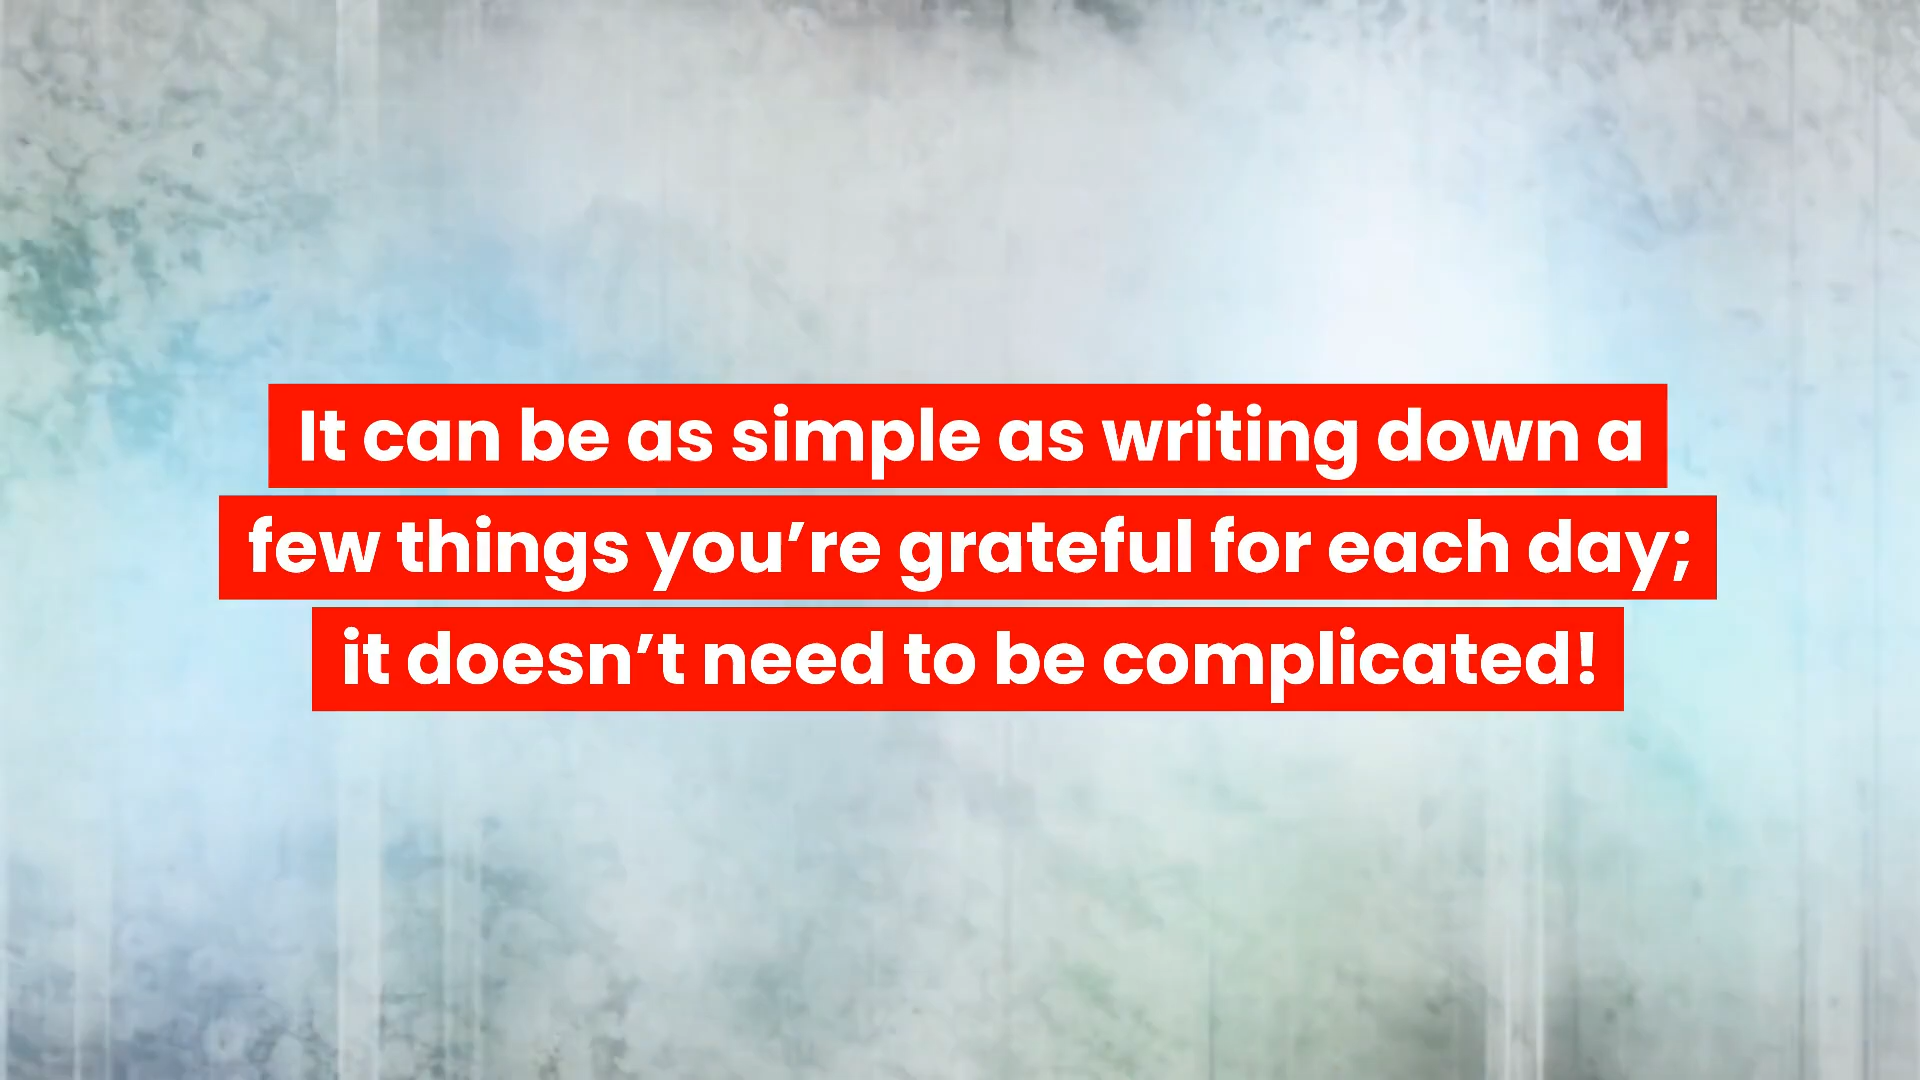 It can be as simple as writing down a
few things you’re grateful for each day;
it doesn’t need to be complicated!